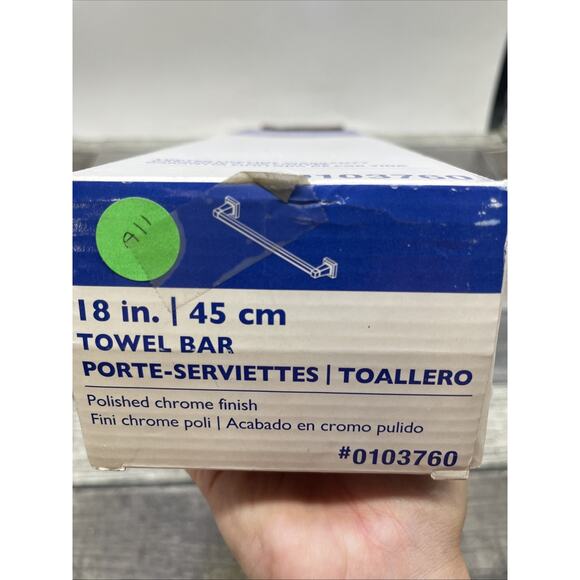 0103760
A11
18 in. | 45 cm
TOWEL BAR
PORTE-SERVIETTES | TOALLERO
Polished chrome finish
Fini chrome poli | Acabado en cromo pulido
#0103760